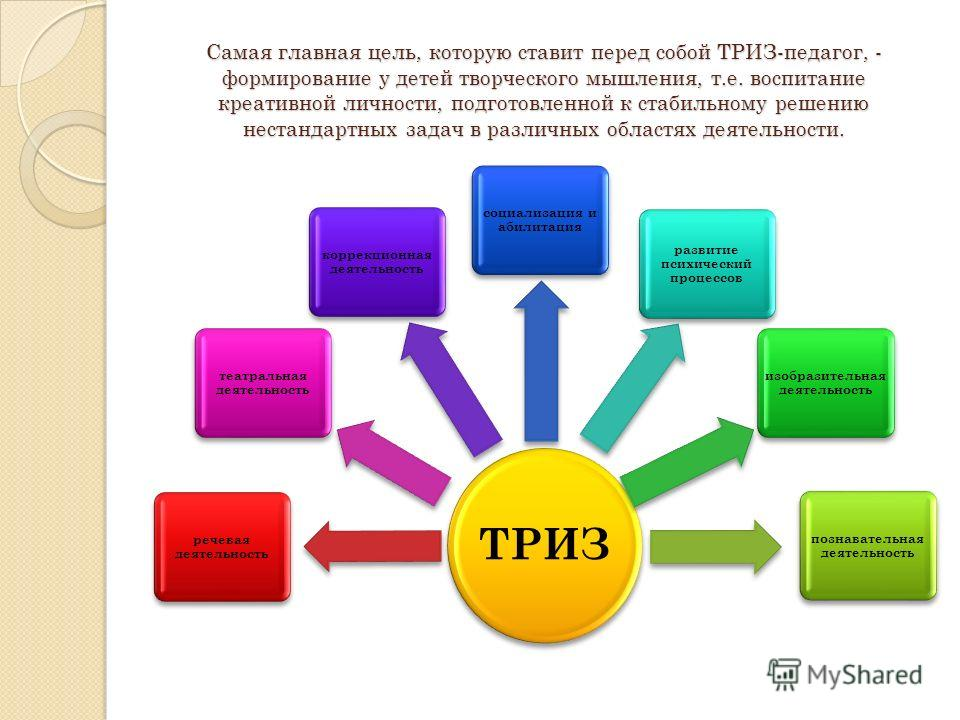 Самая главная цель, которую ставит перед собой ТРИЗ-педагог, -
формирование у детей творческого мышления, т.е. воспитание
креативной личности, подготовленной к стабильному решению
нестандартных задач в различных областях деятельности.
социализация и
абилитация
коррекционная
деятельность
развитие
психический
процессов
театральная
деятельность
изобразительная
деятельность
речевая
деятельность
ТРИЗ
познавательная
деятельность
MyShared